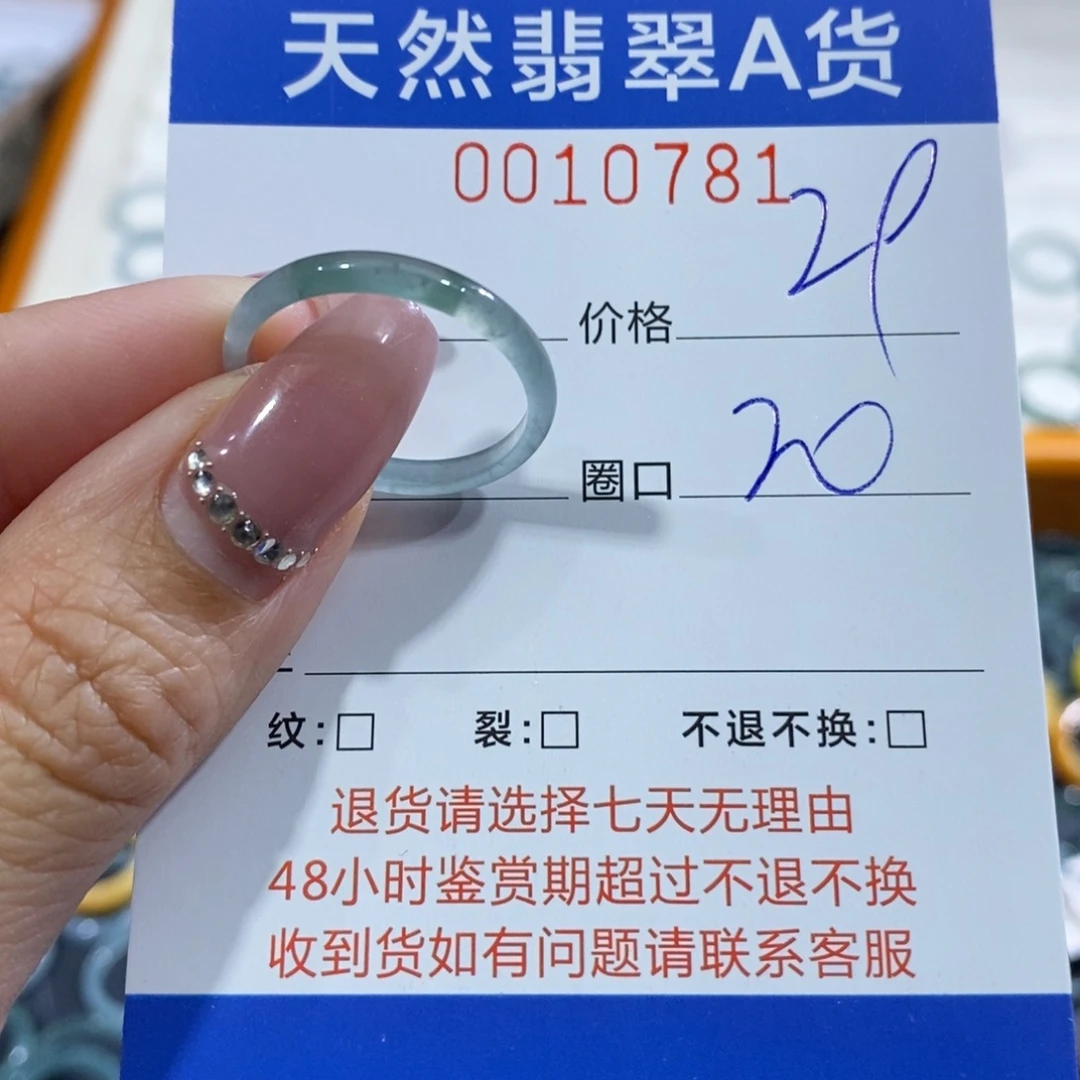 天然翡翠A货
0010781
价格 29
圈口 20
纹:□ 裂:□ 不退不换:□
退货请选择七天无理由
48小时鉴赏期超过不退不换
收到货如有问题请联系客服